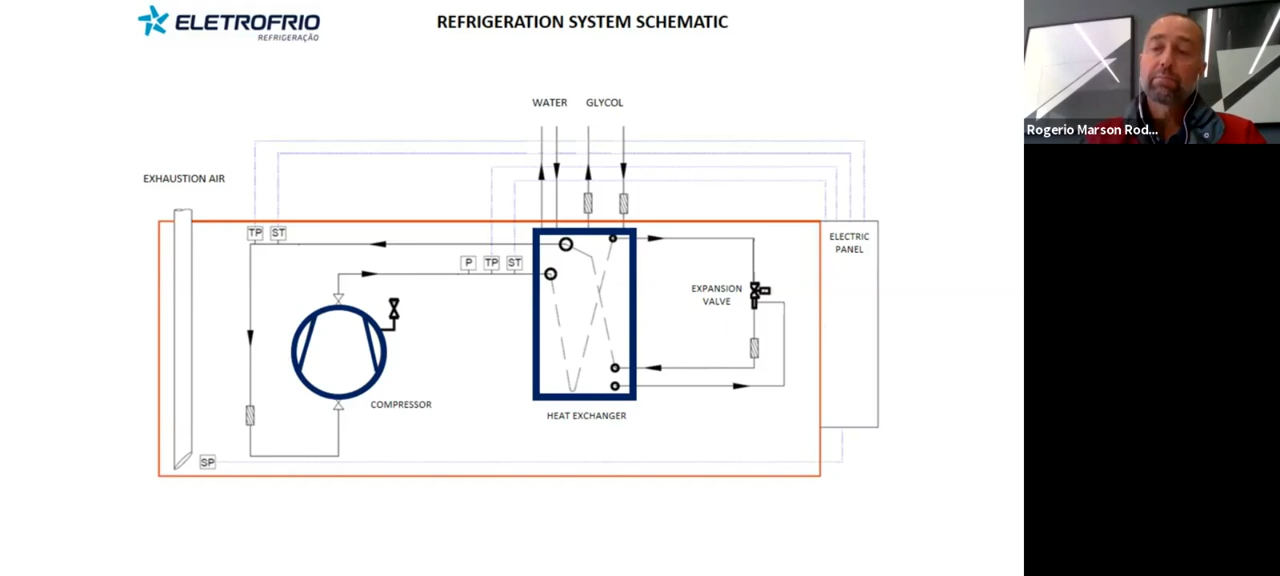 ELETROFRIO
REFRIGERAÇÃO
REFRIGERATION SYSTEM SCHEMATIC
Rogerio Marson Rod...
WATER GLYCOL
EXHAUSTION AIR
TP ST
ELECTRIC
PANEL
P TP ST
EXPANSION
VALVE
COMPRESSOR
HEAT EXCHANGER
SP